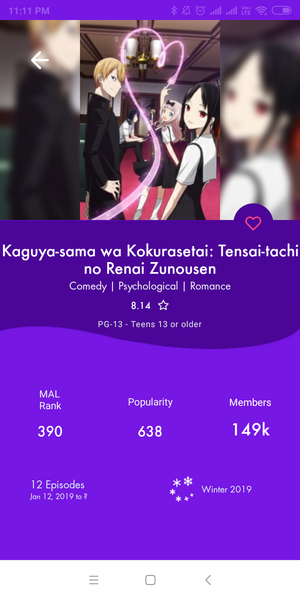 11:11 PM
Kaguya-sama wa Kokurasetai: Tensai-tachi
no Renai Zunousen
Comedy | Psychological | Romance
8.14
PG-13 - Teens 13 or older
MAL
Rank
390
Popularity
638
Members
149k
12 Episodes
Jan 12, 2019 to ?
Winter 2019